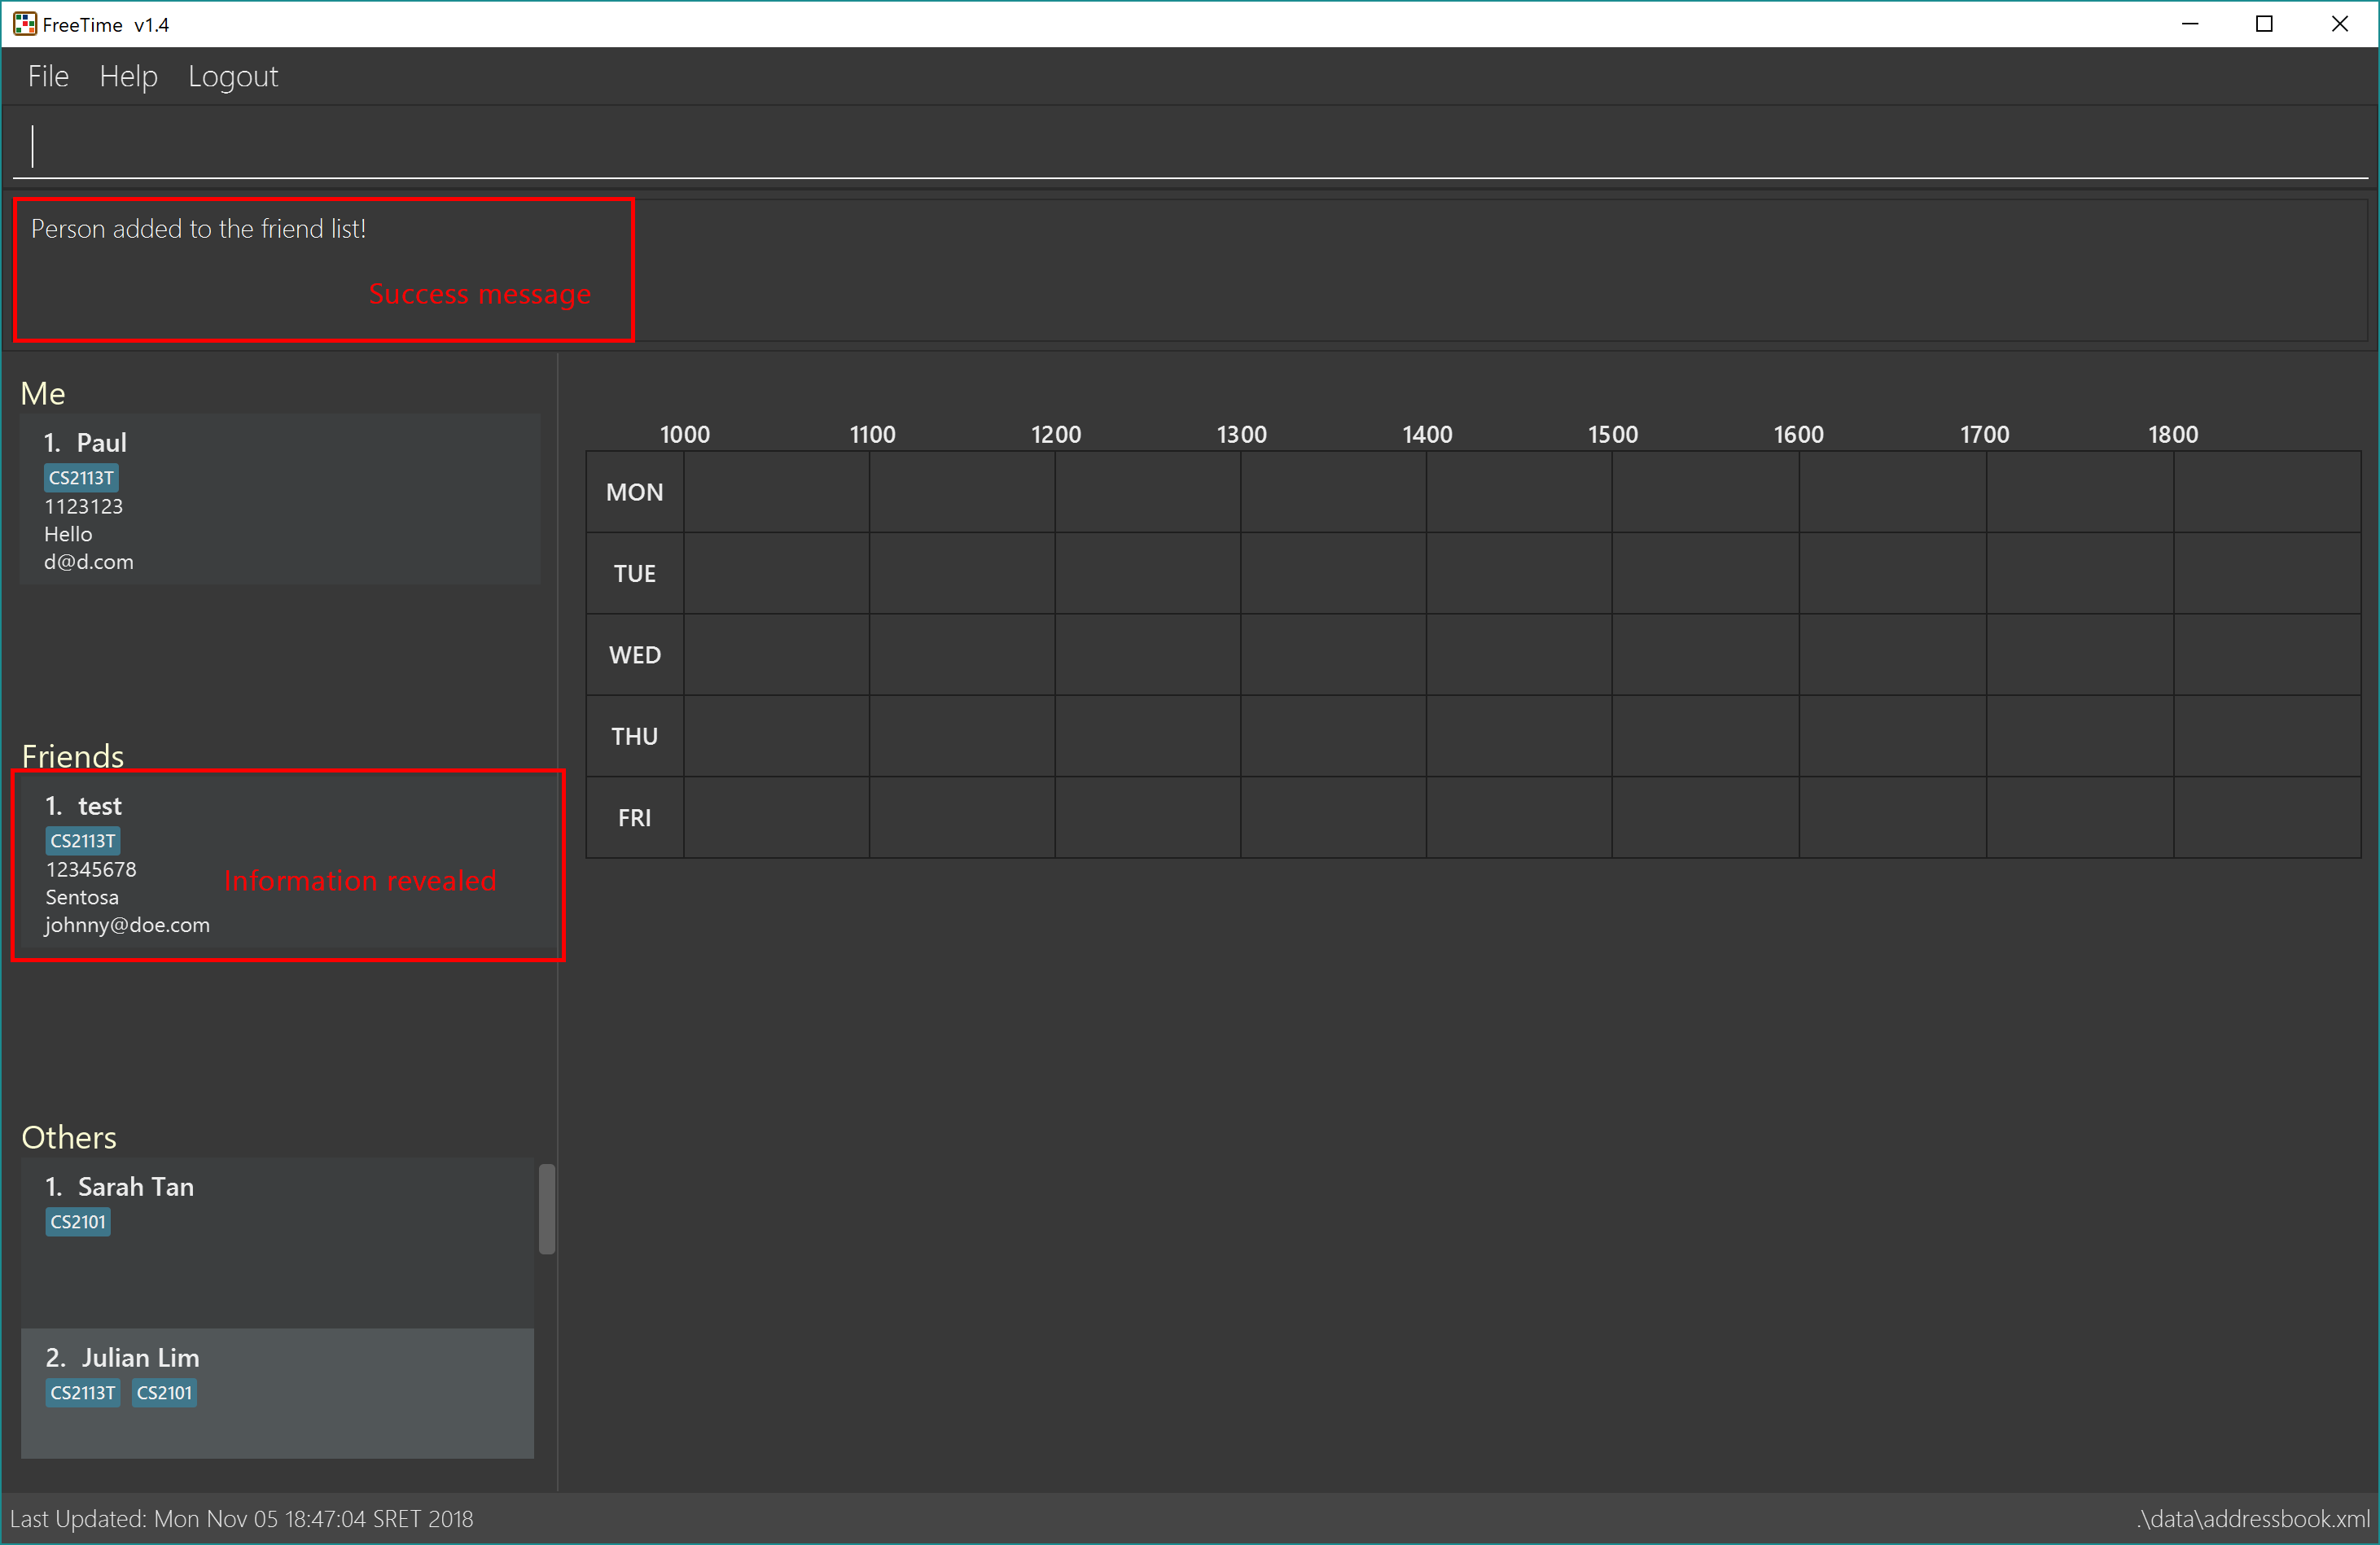 FreeTime v1.4
File Help Logout
Person added to the friend list!
Success message
Me
1. Paul
CS2113T
1123123
Hello
d@d.com
Friends
1. test
CS2113T
12345678
Information revealed
Sentosa
johnny@doe.com
Others
1. Sarah Tan
CS2101
2. Julian Lim
CS2113T CS2101
1000 1100 1200 1300 1400 1500 1600 1700 1800
MON
TUE
WED
THU
FRI
Last Updated: Mon Nov 05 18:47:04 SRET 2018
.\data\addressbook.xml